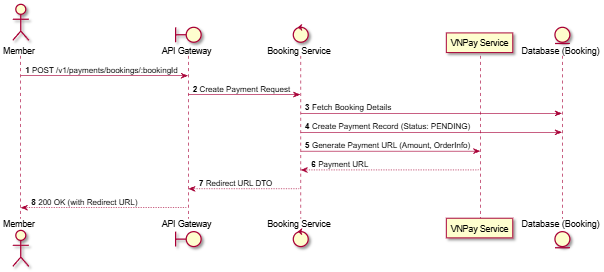 Member
API Gateway
Booking Service
VNPay Service
Database (Booking)
1 POST /v1/payments/bookings/:bookingId
2 Create Payment Request
3 Fetch Booking Details
4 Create Payment Record (Status: PENDING)
5 Generate Payment URL (Amount, OrderInfo)
6 Payment URL
7 Redirect URL DTO
8 200 OK (with Redirect URL)
Member
API Gateway
Booking Service
VNPay Service
Database (Booking)